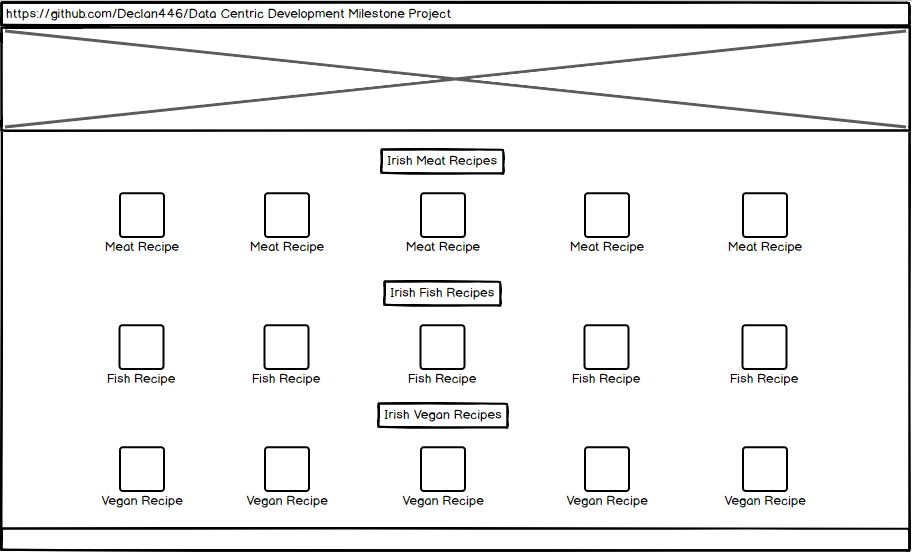 https://github.com/Declan446/Data Centric Development Milestone Project
Irish Meat Recipes
Meat Recipe Meat Recipe Meat Recipe Meat Recipe Meat Recipe
Irish Fish Recipes
Fish Recipe Fish Recipe Fish Recipe Fish Recipe Fish Recipe
Irish Vegan Recipes
Vegan Recipe Vegan Recipe Vegan Recipe Vegan Recipe Vegan Recipe